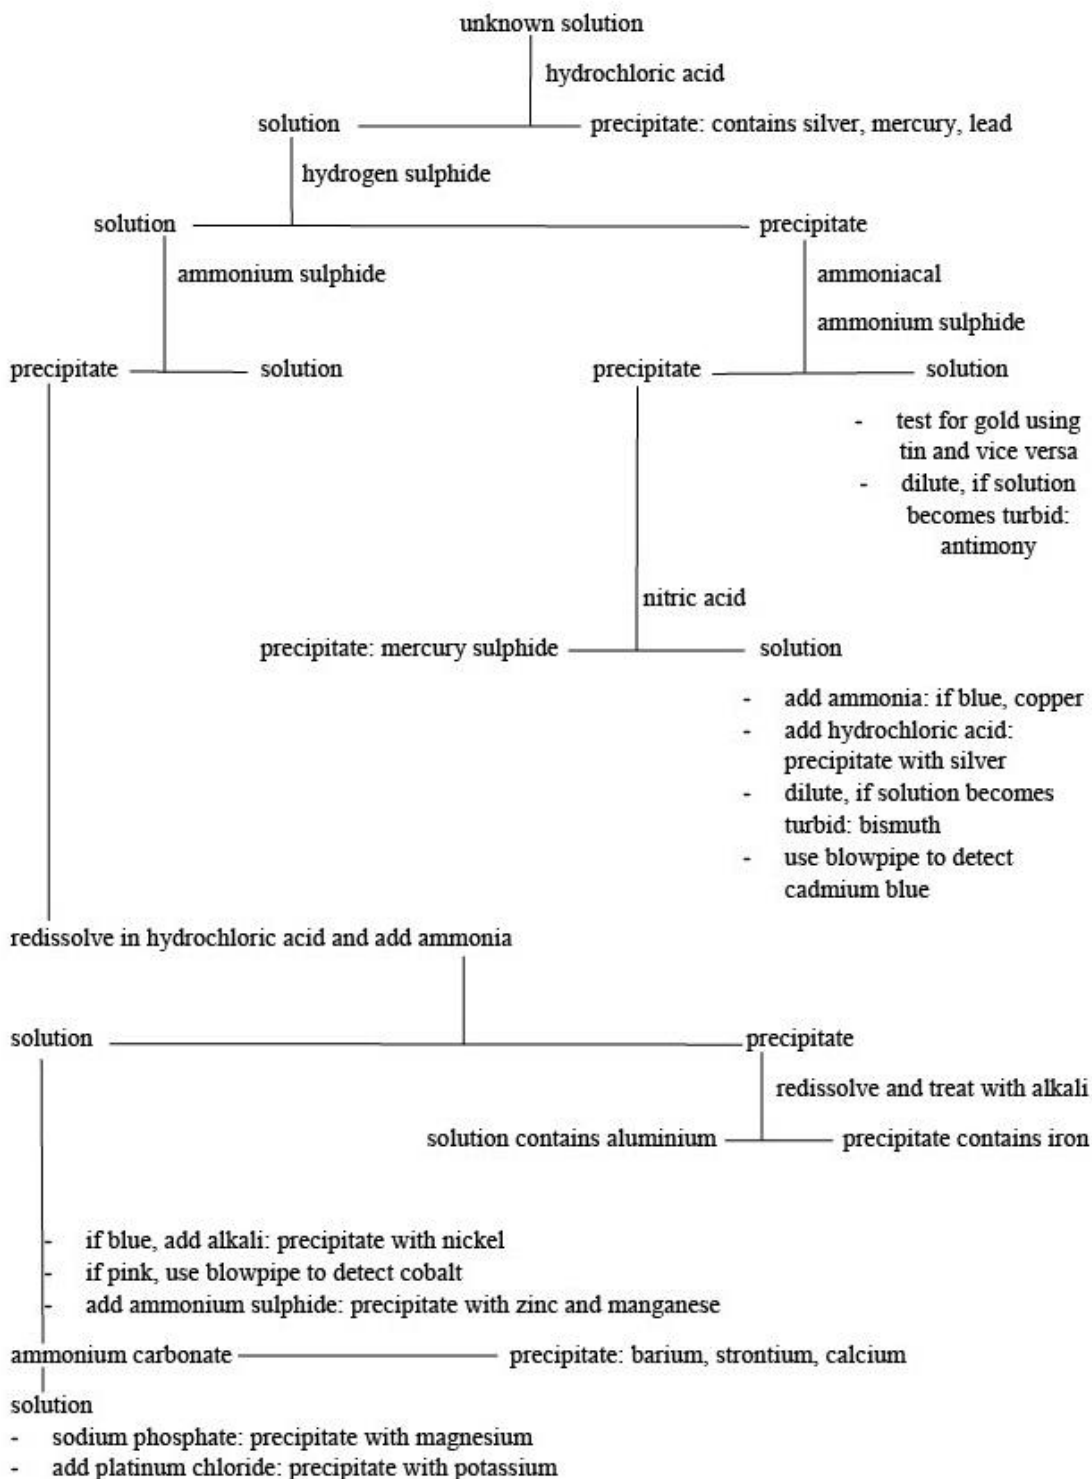 unknown solution
hydrochloric acid
solution
precipitate: contains silver, mercury, lead
hydrogen sulphide
solution
precipitate
ammonium sulphide
ammoniacal
ammonium sulphide
precipitate
solution
precipitate
solution
- test for gold using
tin and vice versa
- dilute, if solution
becomes turbid:
antimony
nitric acid
precipitate: mercury sulphide
solution
- add ammonia: if blue, copper
- add hydrochloric acid:
precipitate with silver
- dilute, if solution becomes
turbid: bismuth
- use blowpipe to detect
cadmium blue
redissolve in hydrochloric acid and add ammonia
solution
precipitate
redissolve and treat with alkali
solution contains aluminium
precipitate contains iron
- if blue, add alkali: precipitate with nickel
- if pink, use blowpipe to detect cobalt
- add ammonium sulphide: precipitate with zinc and manganese
ammonium carbonate
precipitate: barium, strontium, calcium
solution
- sodium phosphate: precipitate with magnesium
- add platinum chloride: precipitate with potassium